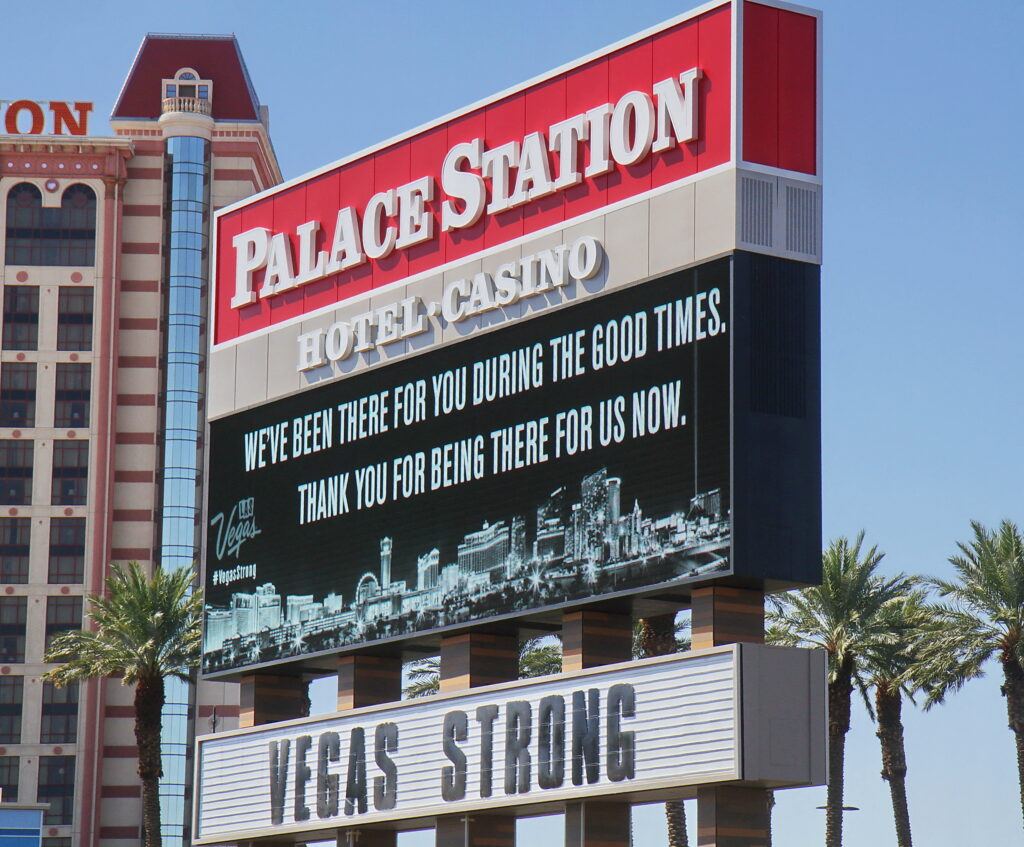 ON
PALACE STATION
HOTEL · CASINO
WE'VE BEEN THERE FOR YOU DURING THE GOOD TIMES.
THANK YOU FOR BEING THERE FOR US NOW.
LAS
Vegas
#VegasStrong
VEGAS STRONG